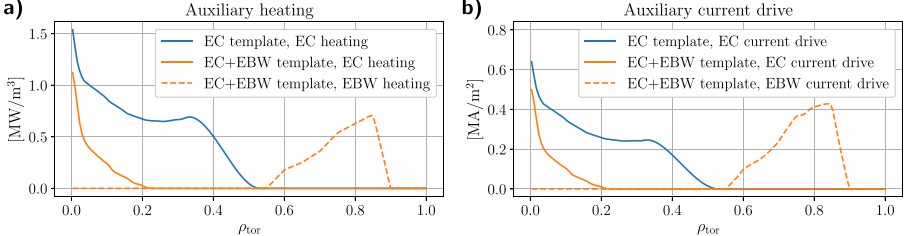 a)
Auxiliary heating
[MW/m³]
1.5
1.0
0.5
0.0
EC template, EC heating
EC+EBW template, EC heating
EC+EBW template, EBW heating
0.0 0.2 0.4 0.6 0.8 1.0
ρtor
b)
Auxiliary current drive
[MA/m²]
0.8
0.6
0.4
0.2
0.0
EC template, EC current drive
EC+EBW template, EC current drive
EC+EBW template, EBW current drive
0.0 0.2 0.4 0.6 0.8 1.0
ρtor